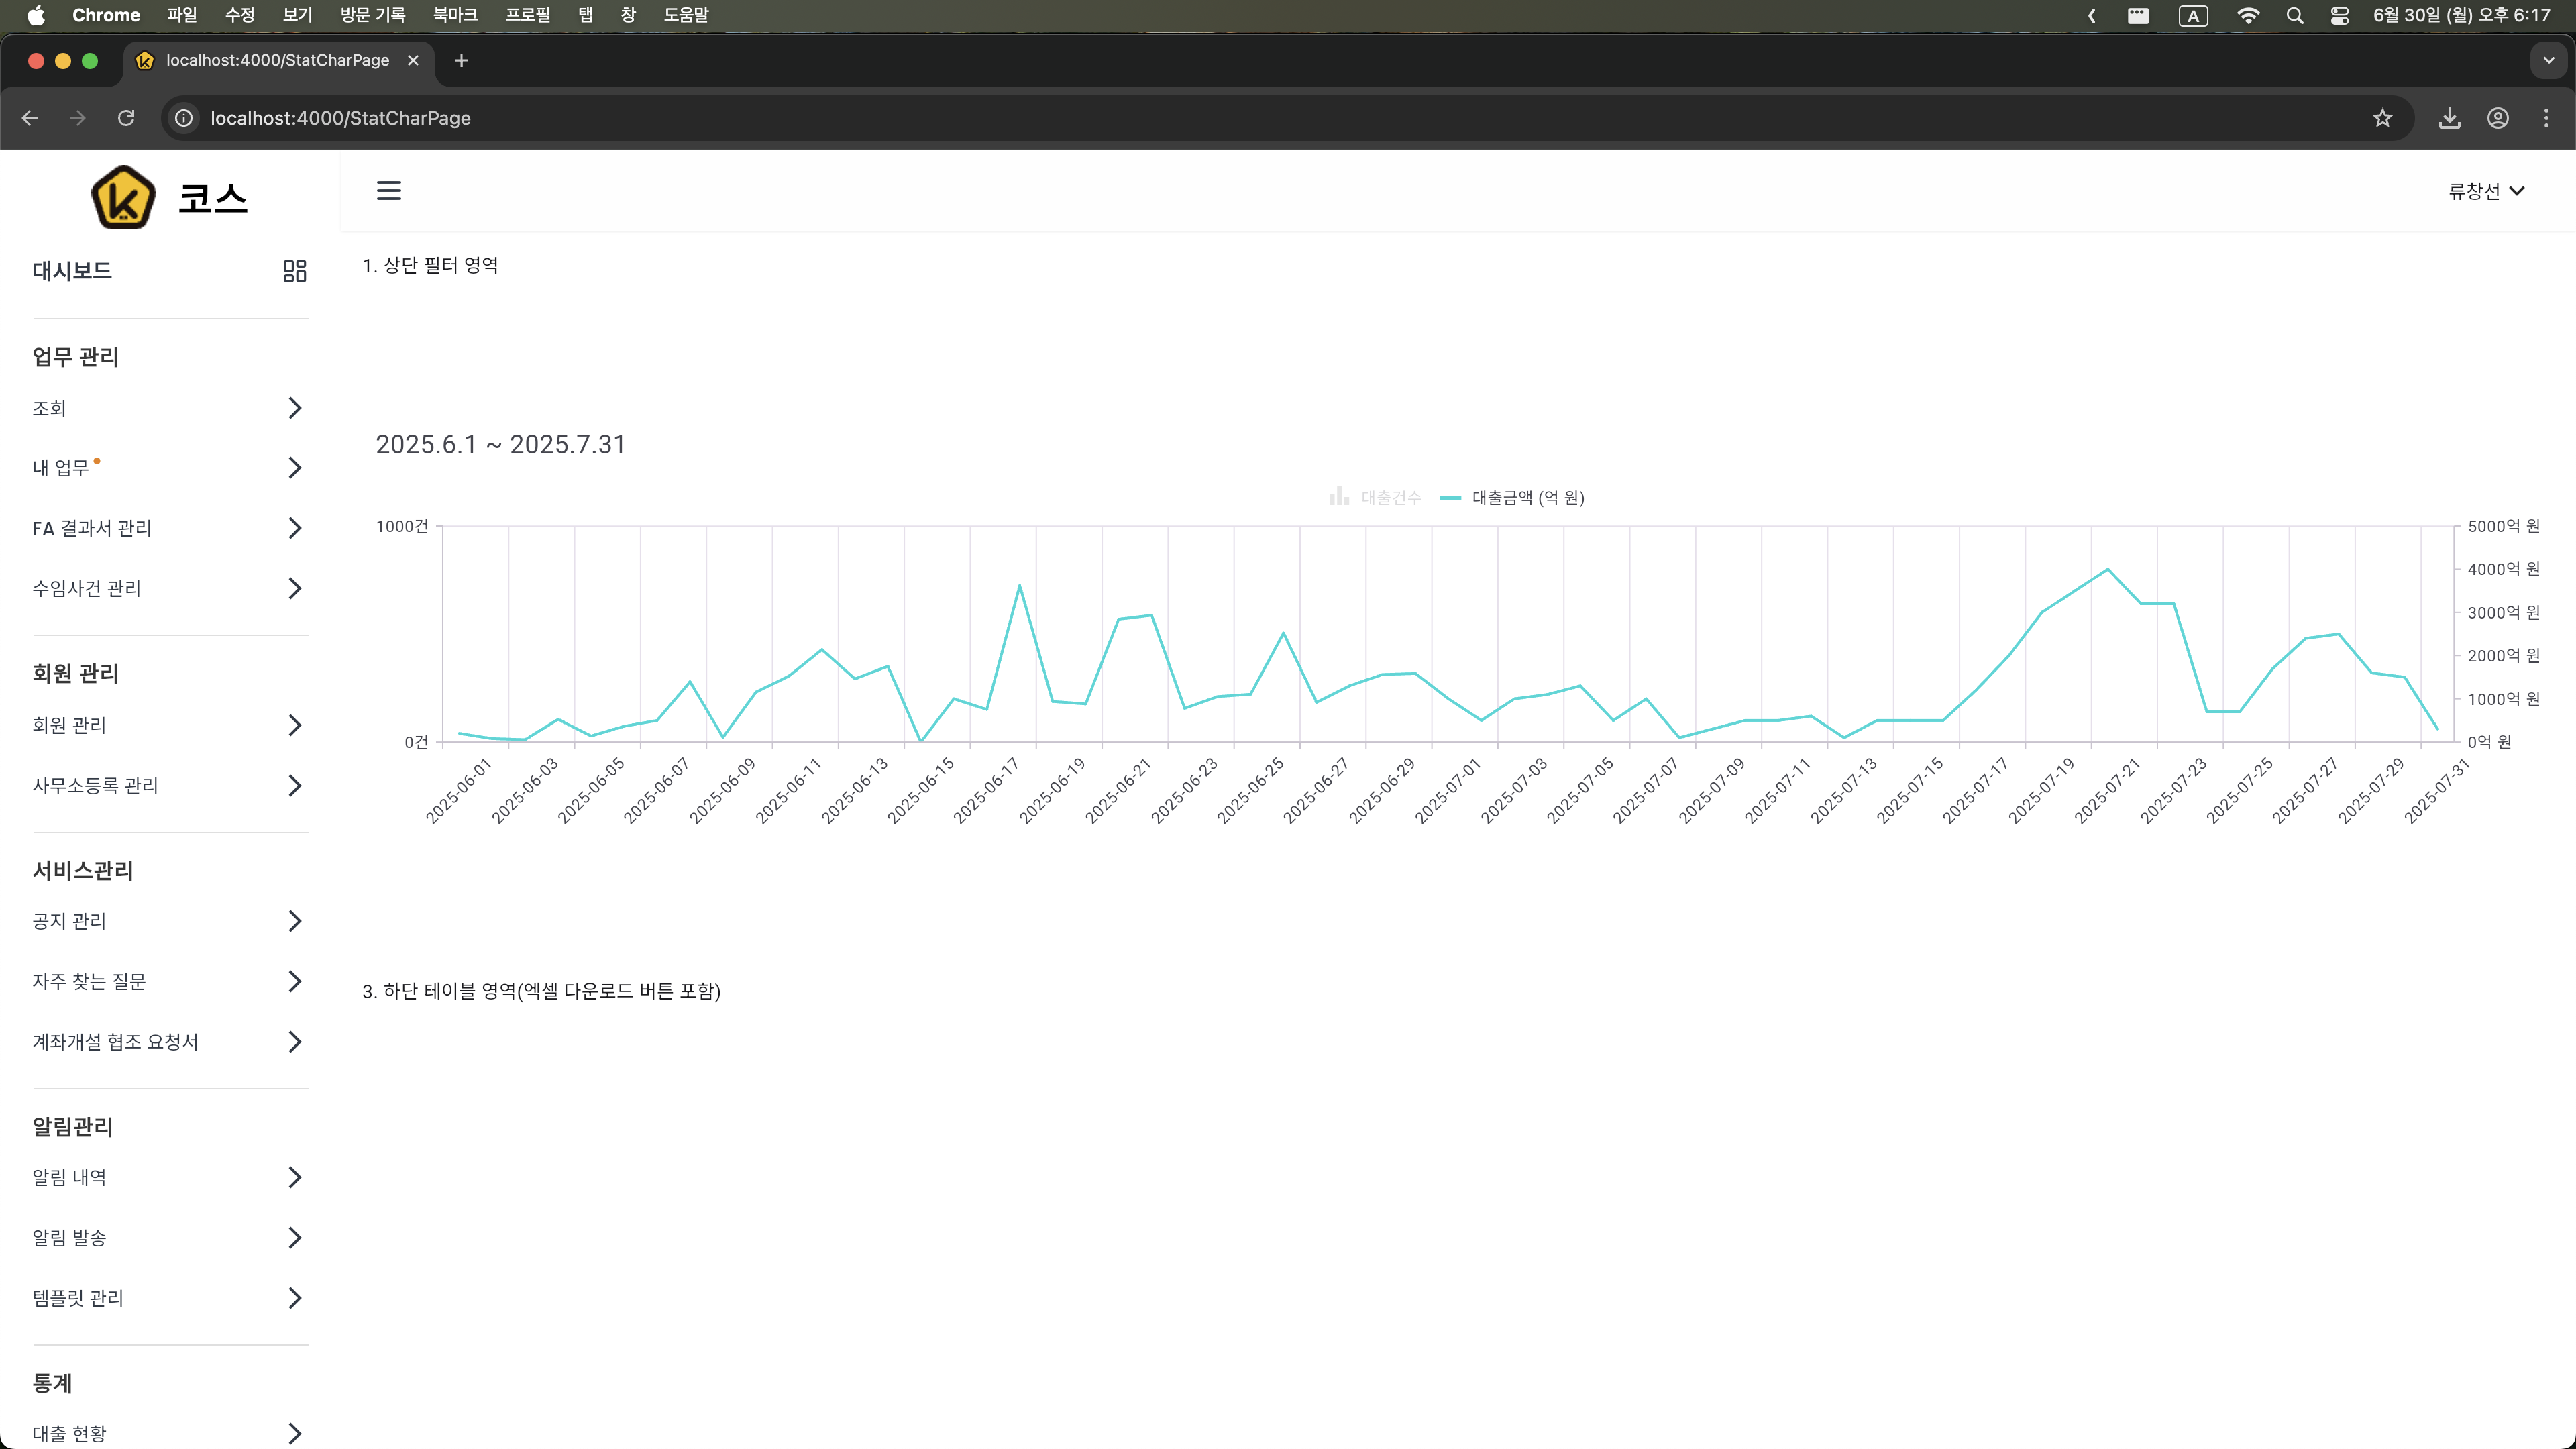 Chrome 파일 수정 보기 방문 기록 북마크 프로필 탭 창 도움말 A 6월 30일 (월) 오후 6:17
localhost:4000/StatCharPage
localhost:4000/StatCharPage
코스
류창선
대시보드
업무 관리
조회
내 업무
FA 결과서 관리
수임사건 관리
회원 관리
회원 관리
사무소등록 관리
서비스관리
공지 관리
자주 찾는 질문
계좌개설 협조 요청서
알림관리
알림 내역
알림 발송
템플릿 관리
통계
대출 현황
1. 상단 필터 영역
2025.6.1 ~ 2025.7.31
대출건수 대출금액 (억 원)
1000건
0건
5000억 원
4000억 원
3000억 원
2000억 원
1000억 원
0억 원
2025-06-01
2025-06-03
2025-06-05
2025-06-07
2025-06-09
2025-06-11
2025-06-13
2025-06-15
2025-06-17
2025-06-19
2025-06-21
2025-06-23
2025-06-25
2025-06-27
2025-06-29
2025-07-01
2025-07-03
2025-07-05
2025-07-07
2025-07-09
2025-07-11
2025-07-13
2025-07-15
2025-07-17
2025-07-19
2025-07-21
2025-07-23
2025-07-25
2025-07-27
2025-07-29
2025-07-31
3. 하단 테이블 영역(엑셀 다운로드 버튼 포함)